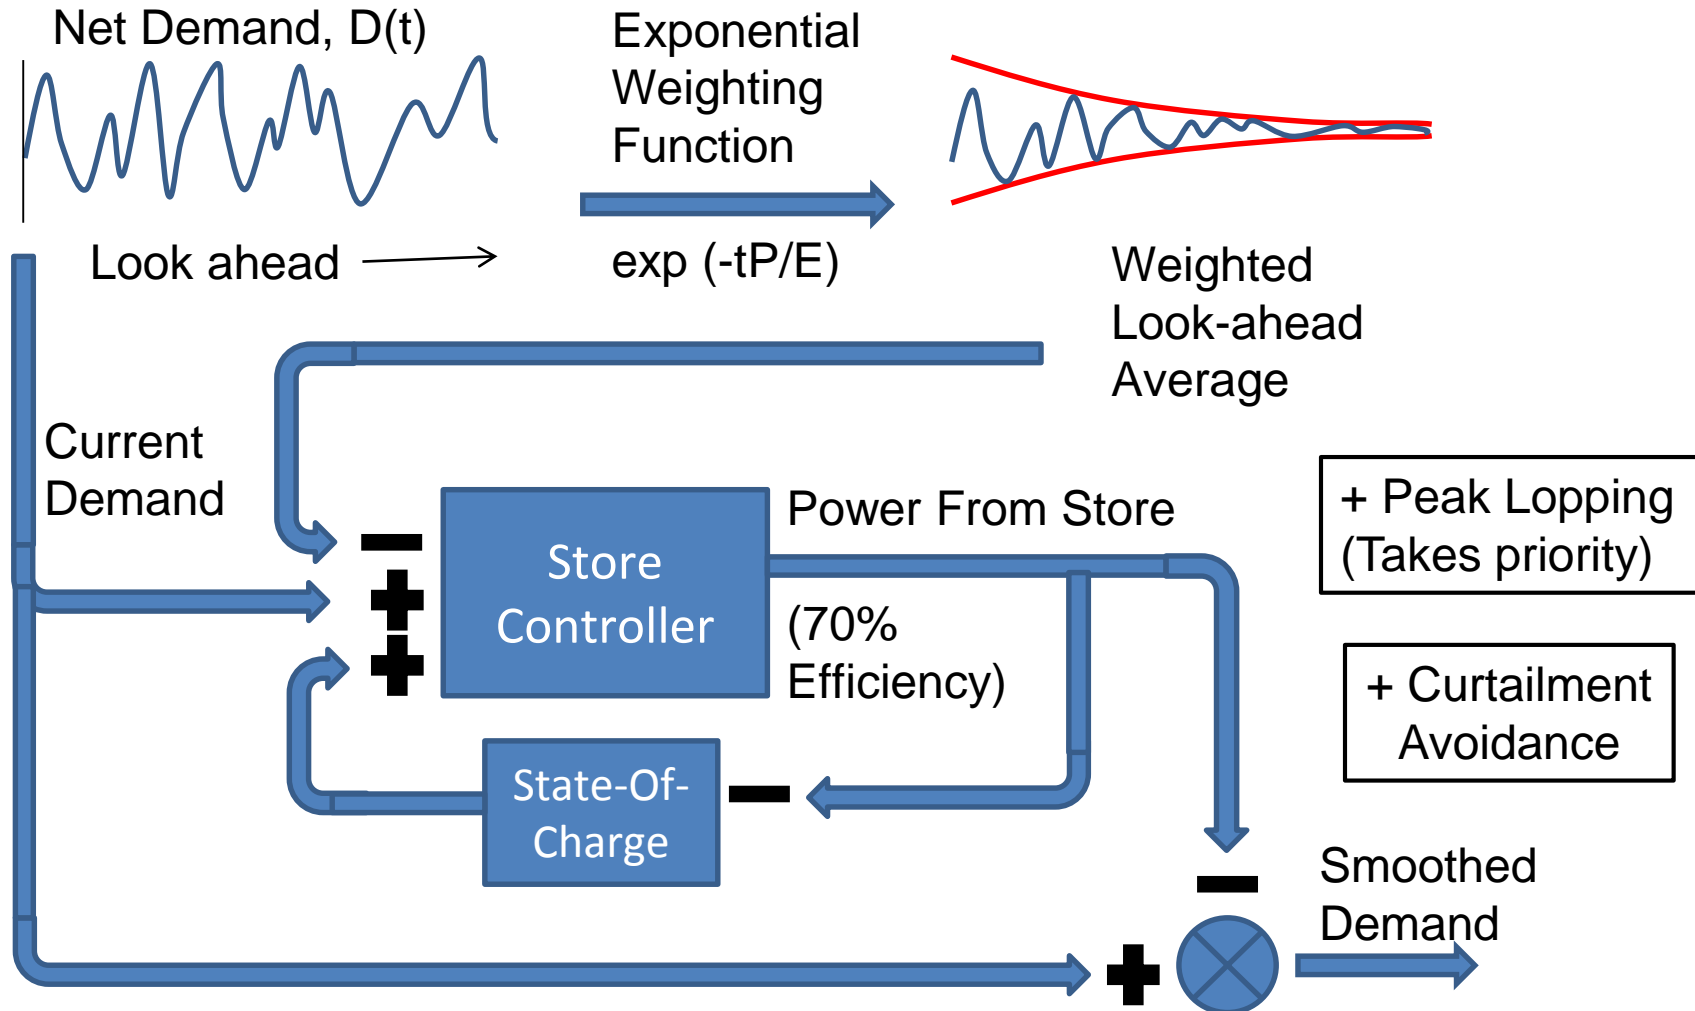 Net Demand, D(t)
Exponential
Weighting
Function
Look ahead
exp (-tP/E)
Weighted
Look-ahead
Average
Current
Demand
Store
Controller
Power From Store
(70%
Efficiency)
+ Peak Lopping
(Takes priority)
+ Curtailment
Avoidance
State-Of-
Charge
Smoothed
Demand